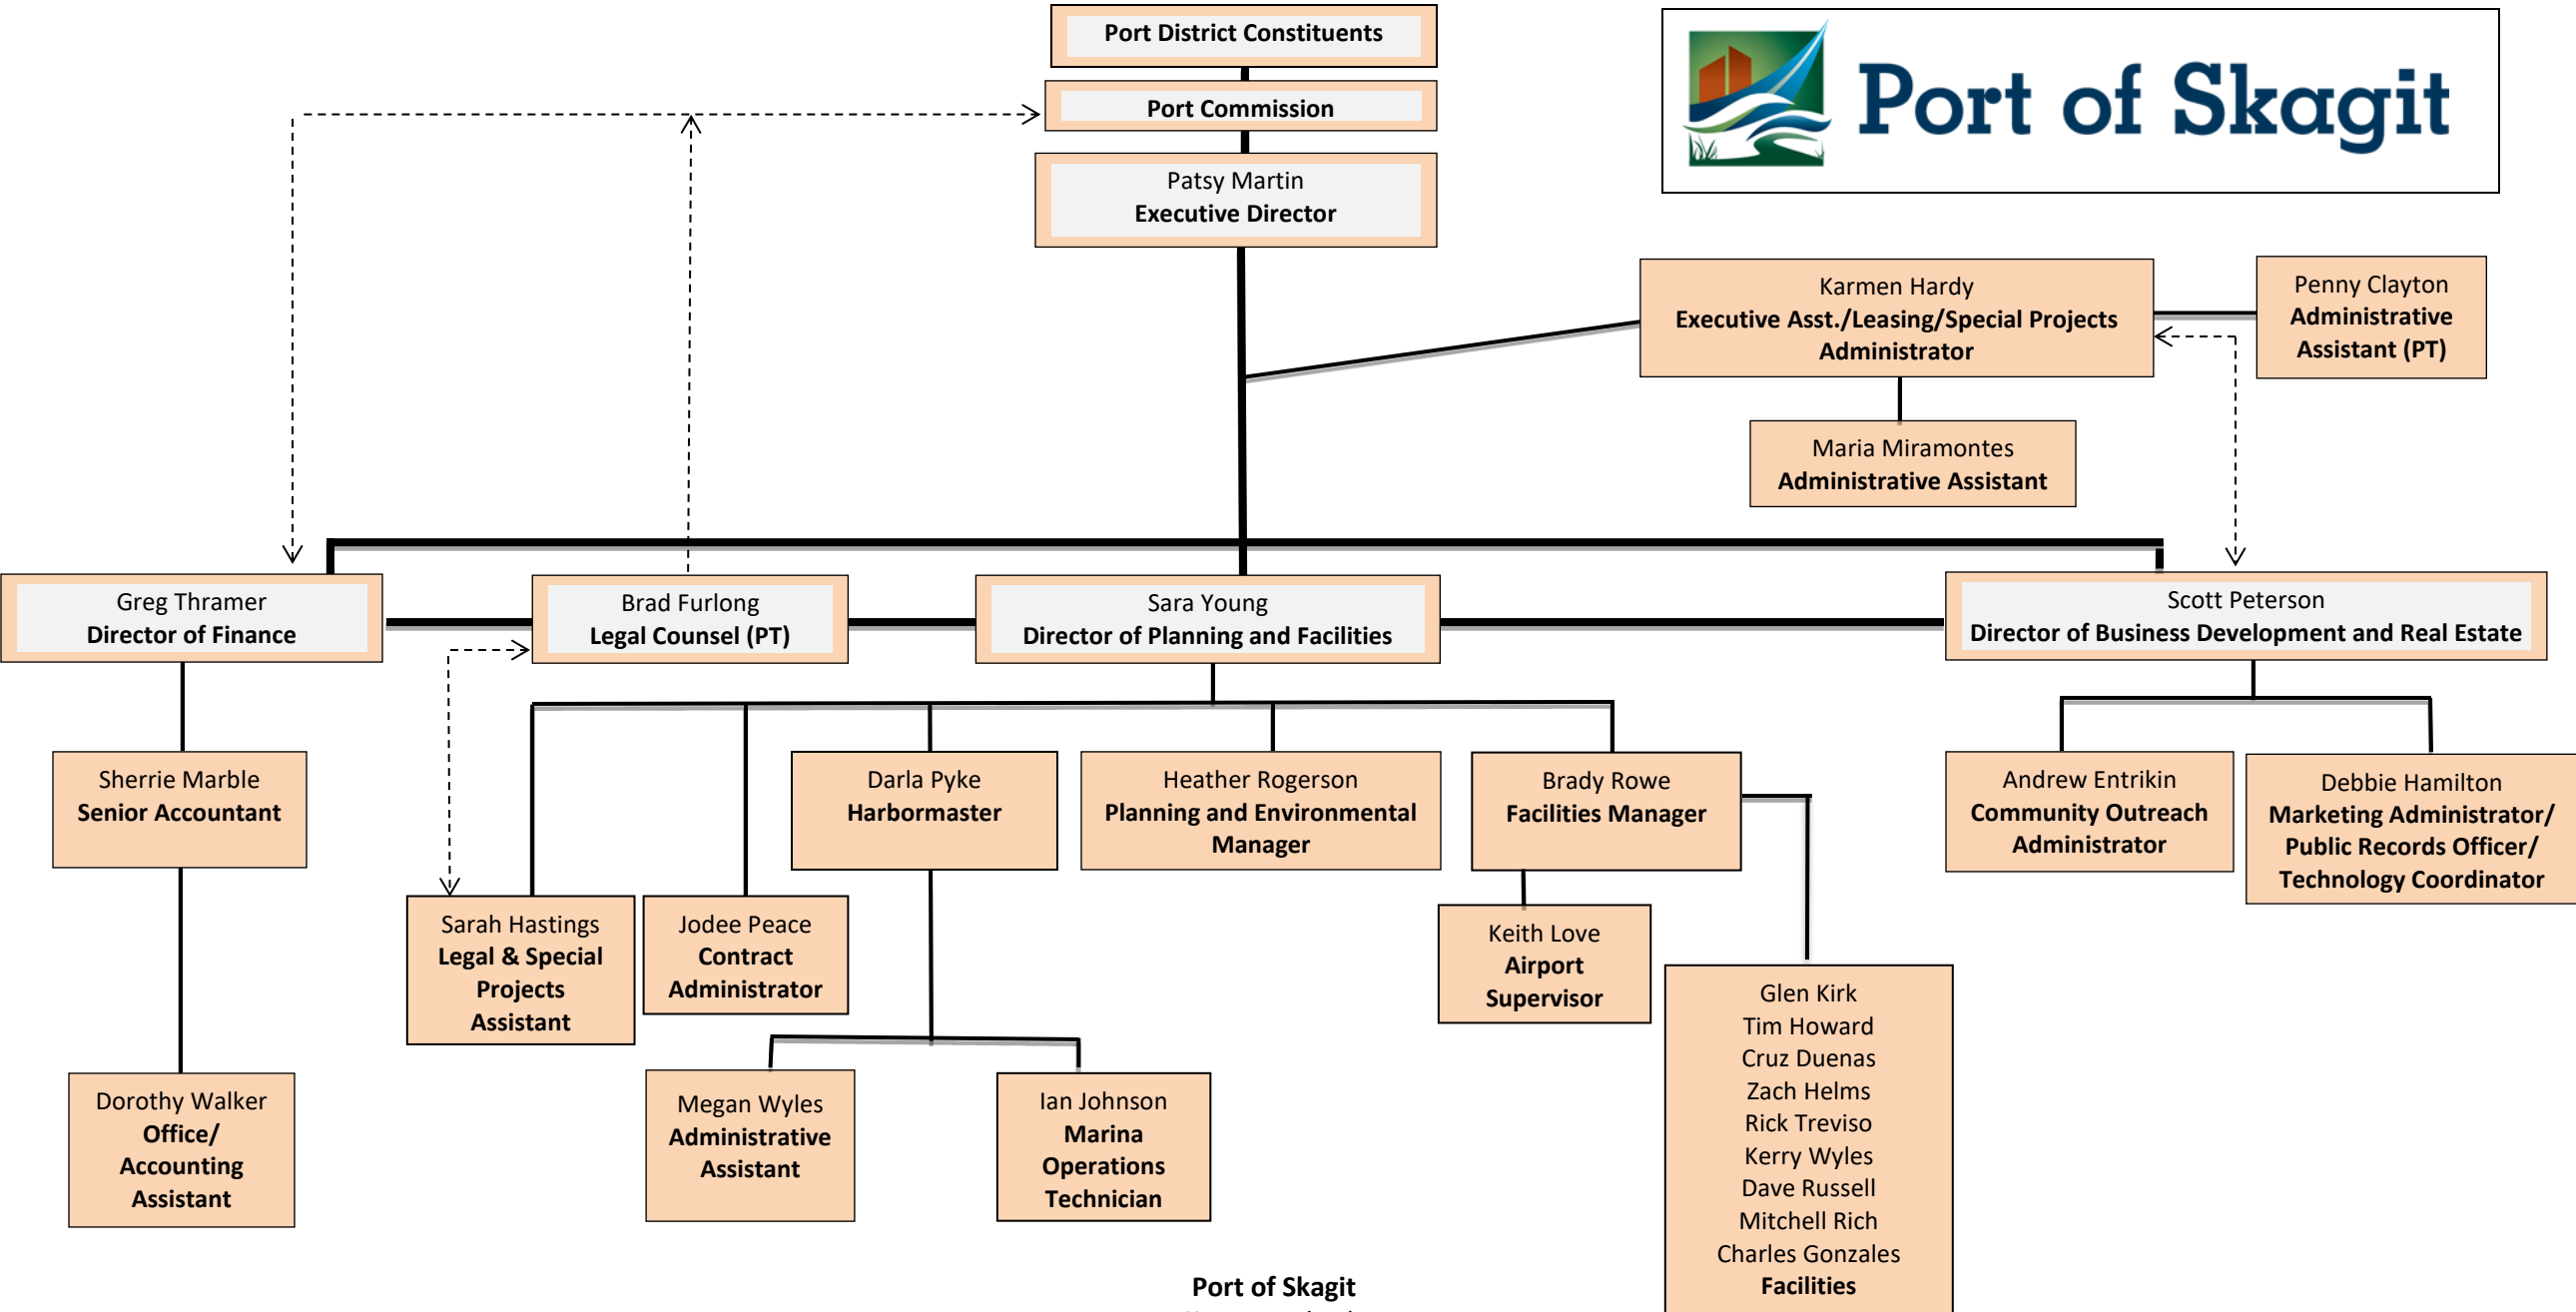 Port District Constituents
Port Commission
Patsy Martin
Executive Director
Port of Skagit
Karmen Hardy
Executive Asst./Leasing/Special Projects
Administrator
Penny Clayton
Administrative
Assistant (PT)
Maria Miramontes
Administrative Assistant
Greg Thramer
Director of Finance
Brad Furlong
Legal Counsel (PT)
Sara Young
Director of Planning and Facilities
Scott Peterson
Director of Business Development and Real Estate
Sherrie Marble
Senior Accountant
Darla Pyke
Harbormaster
Heather Rogerson
Planning and Environmental
Manager
Brady Rowe
Facilities Manager
Andrew Entrikin
Community Outreach
Administrator
Debbie Hamilton
Marketing Administrator/
Public Records Officer/
Technology Coordinator
Sarah Hastings
Legal & Special
Projects
Assistant
Jodee Peace
Contract
Administrator
Keith Love
Airport
Supervisor
Glen Kirk
Tim Howard
Cruz Duenas
Zach Helms
Rick Treviso
Kerry Wyles
Dave Russell
Mitchell Rich
Charles Gonzales
Facilities
Dorothy Walker
Office/
Accounting
Assistant
Megan Wyles
Administrative
Assistant
Ian Johnson
Marina
Operations
Technician
Port of Skagit